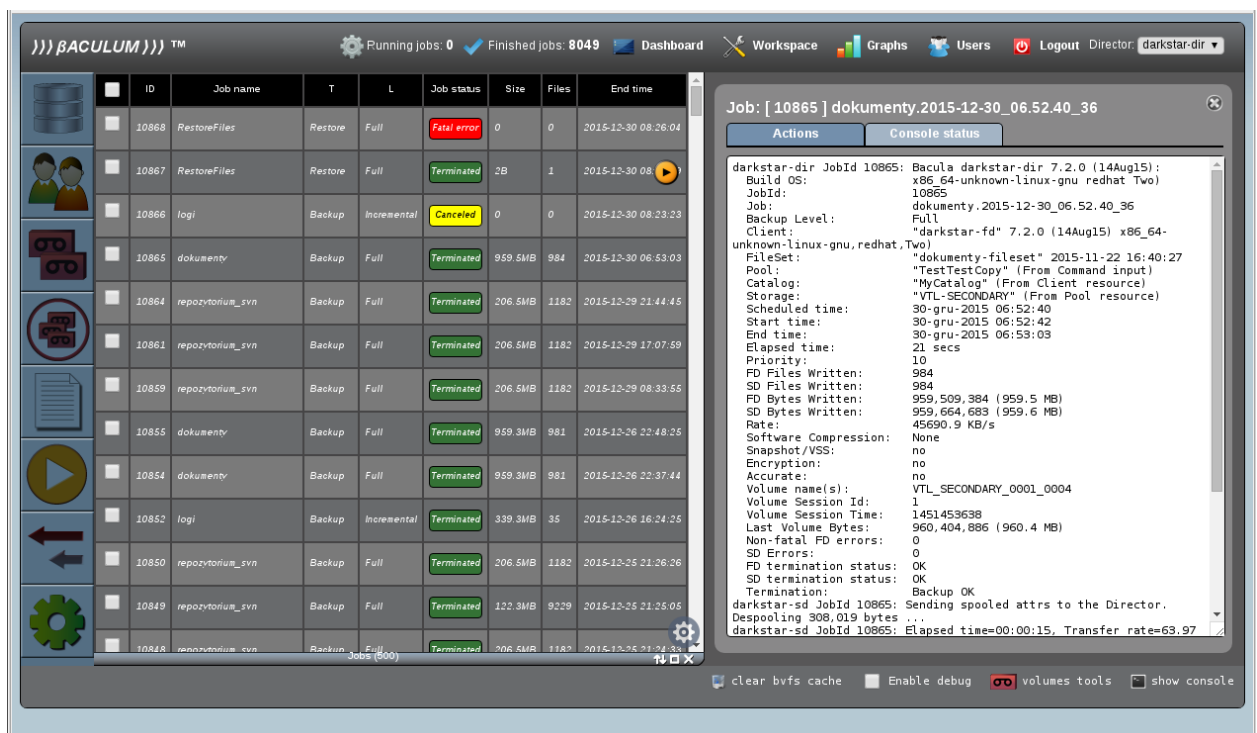 ))) βACULUM ))) ™
Running jobs: 0 Finished jobs: 8049 Dashboard Workspace Graphs Users Logout Director: darkstar-dir
ID Job name T L Job status Size Files End time
10868 RestoreFiles Restore Full Fatal error 0 0 2015-12-30 08:26:04
10867 RestoreFiles Restore Full Terminated 2B 1 2015-12-30 08:
10866 logi Backup Incremental Canceled 0 0 2015-12-30 08:23:23
10865 dokumenty Backup Full Terminated 959.5MB 984 2015-12-30 06:53:03
10864 repozytorium_svn Backup Full Terminated 206.5MB 1182 2015-12-29 21:44:45
10861 repozytorium_svn Backup Full Terminated 206.5MB 1182 2015-12-29 17:07:59
10859 repozytorium_svn Backup Full Terminated 206.5MB 1182 2015-12-29 08:33:55
10855 dokumenty Backup Full Terminated 959.3MB 981 2015-12-26 22:48:25
10854 dokumenty Backup Full Terminated 959.3MB 981 2015-12-26 22:37:44
10852 logi Backup Incremental Terminated 339.3MB 35 2015-12-26 16:24:25
10850 repozytorium_svn Backup Full Terminated 206.5MB 1182 2015-12-25 21:26:26
10849 repozytorium_svn Backup Full Terminated 122.3MB 9229 2015-12-25 21:25:05
10848 repozytorium_svn Backup Full Terminated 206.5MB 1182 2015-12-25 21:24:33
Jobs (500)
Job: [ 10865 ] dokumenty.2015-12-30_06.52.40_36
Actions Console status
darkstar-dir JobId 10865: Bacula darkstar-dir 7.2.0 (14Aug15):
Build OS: x86_64-unknown-linux-gnu redhat Two)
JobId: 10865
Job: dokumenty.2015-12-30_06.52.40_36
Backup Level: Full
Client: "darkstar-fd" 7.2.0 (14Aug15) x86_64-
unknown-linux-gnu,redhat,Two)
FileSet: "dokumenty-fileset" 2015-11-22 16:40:27
Pool: "TestTestCopy" (From Command input)
Catalog: "MyCatalog" (From Client resource)
Storage: "VTL-SECONDARY" (From Pool resource)
Scheduled time: 30-gru-2015 06:52:40
Start time: 30-gru-2015 06:52:42
End time: 30-gru-2015 06:53:03
Elapsed time: 21 secs
Priority: 10
FD Files Written: 984
SD Files Written: 984
FD Bytes Written: 959,509,384 (959.5 MB)
SD Bytes Written: 959,664,683 (959.6 MB)
Rate: 45690.9 KB/s
Software Compression: None
Snapshot/VSS: no
Encryption: no
Accurate: no
Volume name(s): VTL_SECONDARY_0001_0004
Volume Session Id: 1
Volume Session Time: 1451453638
Last Volume Bytes: 960,404,886 (960.4 MB)
Non-fatal FD errors: 0
SD Errors: 0
FD termination status: OK
SD termination status: OK
Termination: Backup OK
darkstar-sd JobId 10865: Sending spooled attrs to the Director.
Despooling 308,019 bytes ...
darkstar-sd JobId 10865: Elapsed time=00:00:15, Transfer rate=63.97
clear bvfs cache Enable debug volumes tools show console